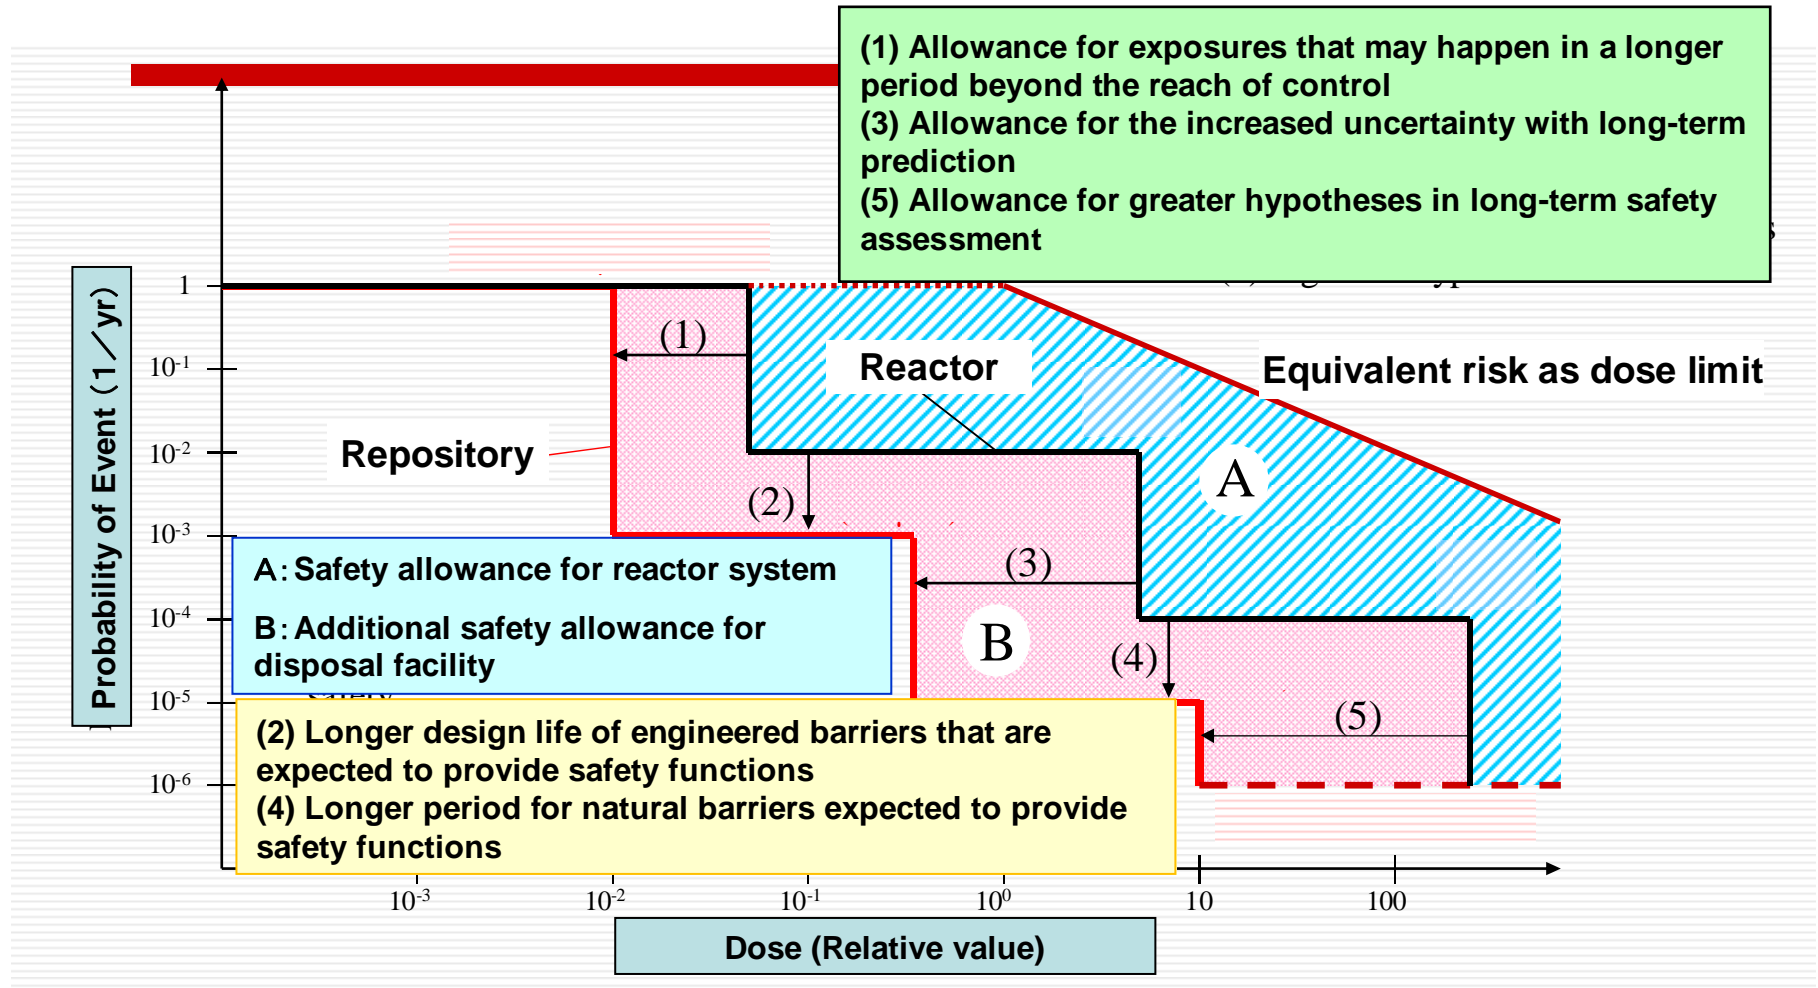 (1) Allowance for exposures that may happen in a longer
period beyond the reach of control
(3) Allowance for the increased uncertainty with long-term
prediction
(5) Allowance for greater hypotheses in long-term safety
assessment
Probability of Event (1／yr)
1
10-1
10-2
10-3
10-4
10-5
10-6
(1)
Reactor
Equivalent risk as dose limit
Repository
A
(2)
(3)
B
(4)
(5)
A:Safety allowance for reactor system
B:Additional safety allowance for
disposal facility
(2) Longer design life of engineered barriers that are
expected to provide safety functions
(4) Longer period for natural barriers expected to provide
safety functions
10-3
10-2
10-1
100
10
100
Dose (Relative value)